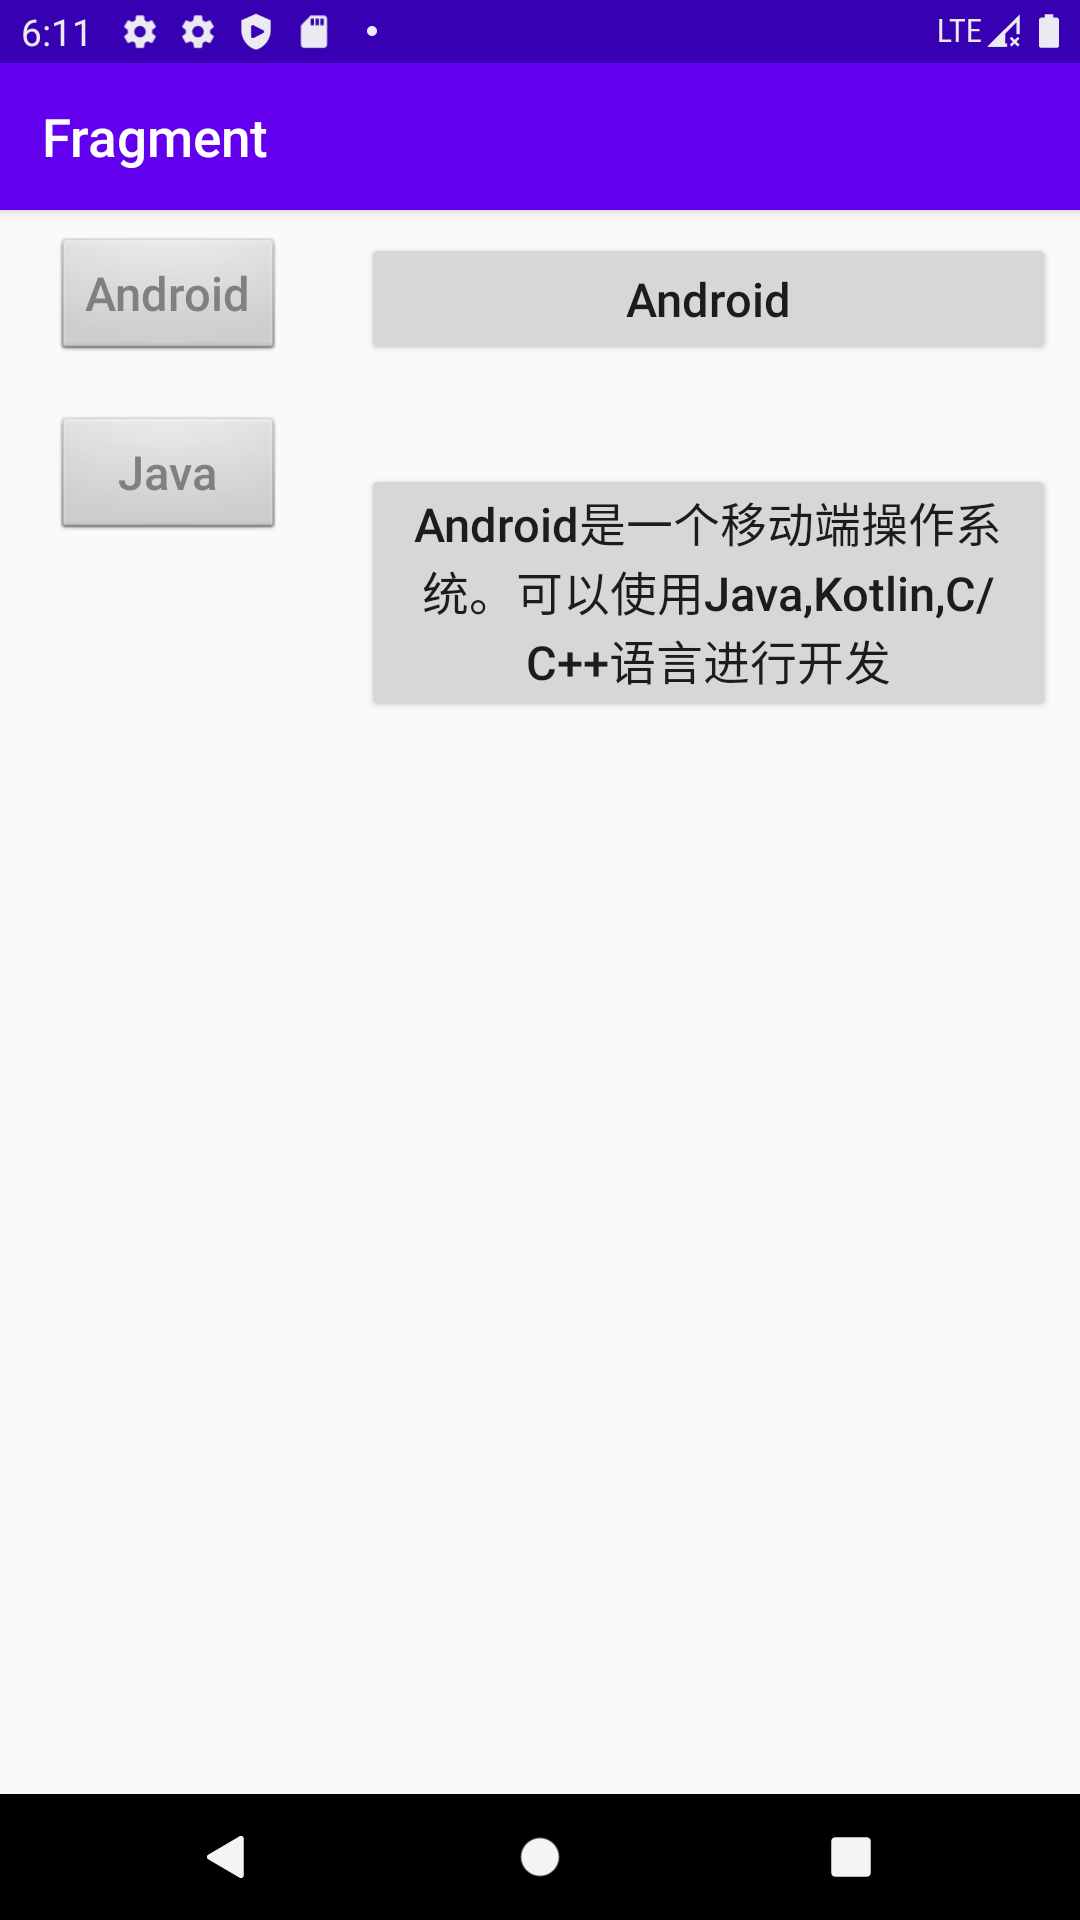 6:11
LTE
Fragment
Android
Java
Android
Android是一个移动端操作系
统。可以使用Java,Kotlin,C/
C++语言进行开发